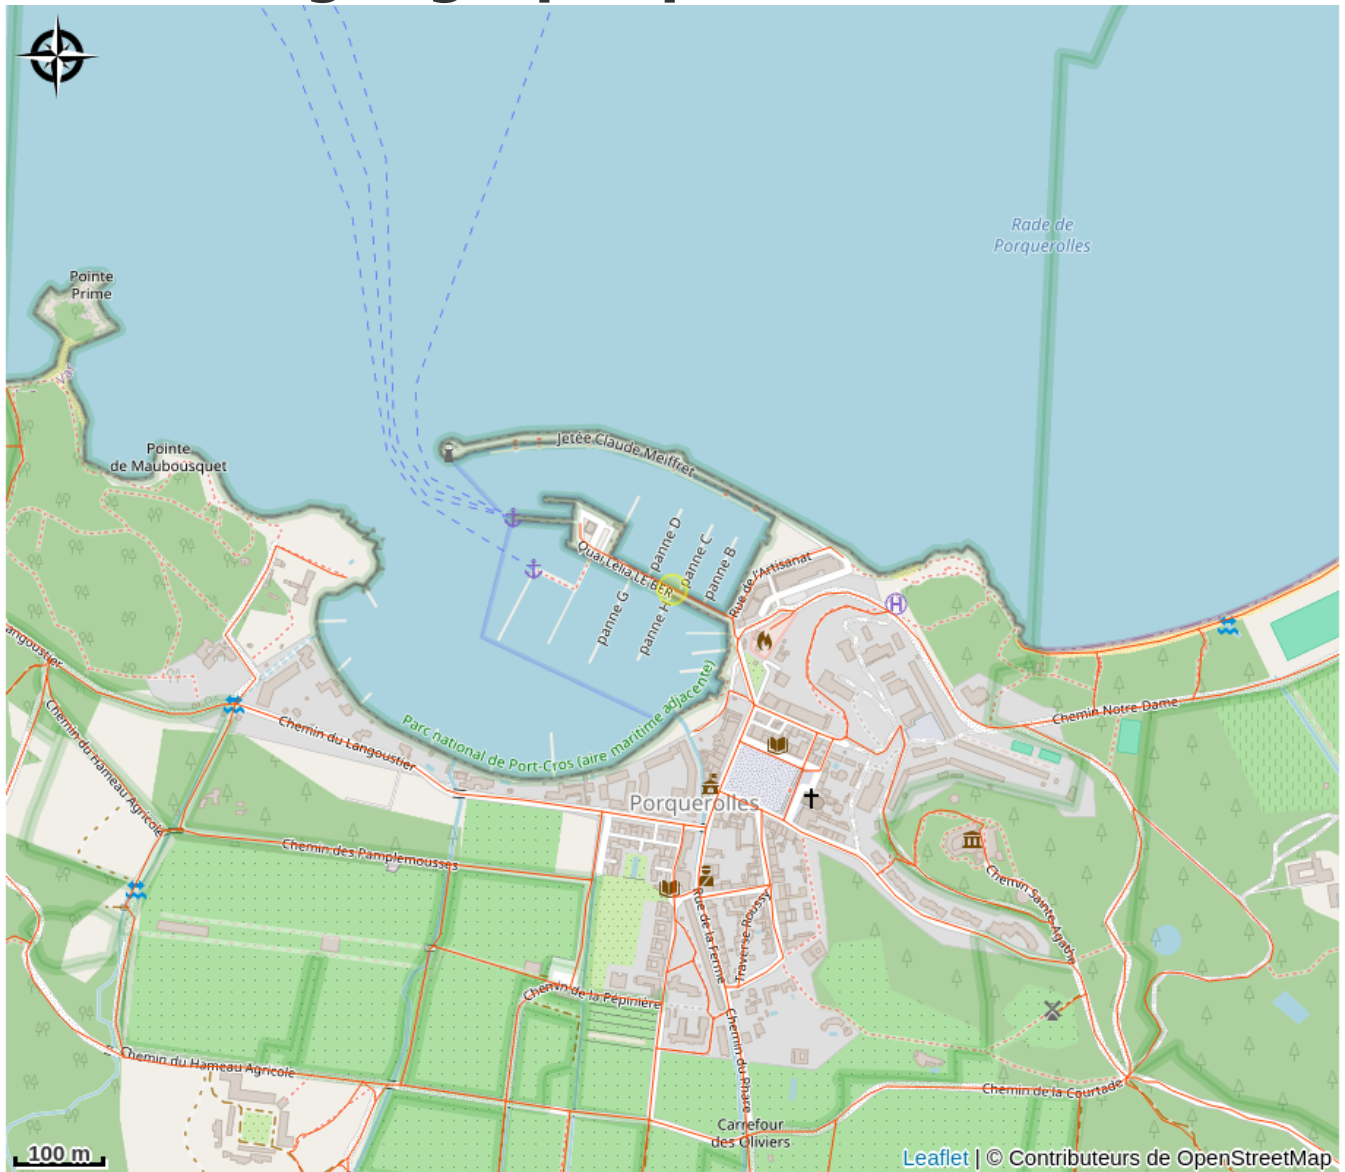 Rade de
Porquerolles
Pointe
Prime
Var
Pointe
de Maubousquet
Jetée Claude Meiffret
panne D
panne C
panne B
Quai Lélia LE BER
Rue de l'Artisanat
panne G
panne H
H
angoustier
Chemin du Langoustier
Parc national de Port-Cros (aire maritime adjacente)
Chemin Notre-Dame
Chemin du Hameau Agricole
Porquerolles
Chemin des Pamplemousses
Chemin Sainte-Agathe
Rue de la Ferme
Traverse Roussy
Chemin de la Pépinière
Chemin du Phare
Chemin du Hameau Agricole
Chemin de la Courtade
Carrefour
des Oliviers
100 m
Leaflet | © Contributeurs de OpenStreetMap